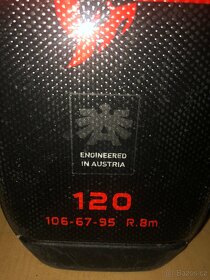 ENGINEERED
IN AUSTRIA
120
106-67-95 R.8m